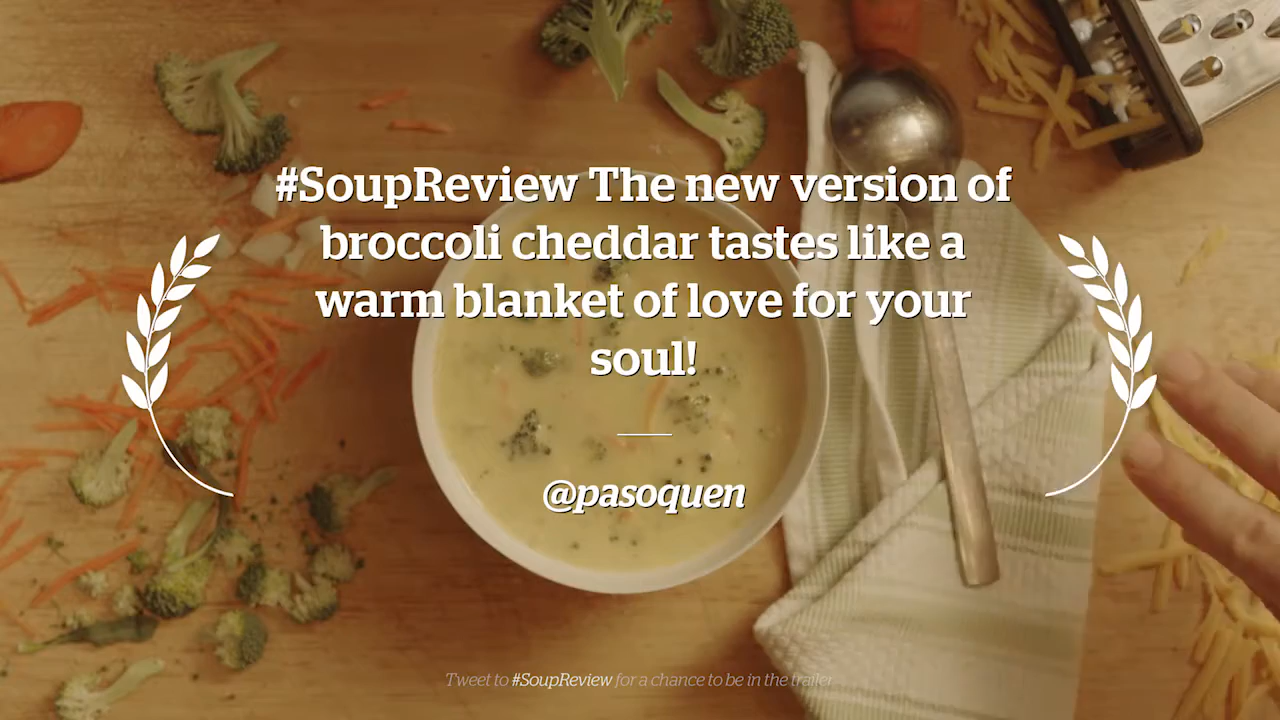 #SoupReview The new version of
broccoli cheddar tastes like a
warm blanket of love for your
soul!
@pasoquen
Tweet to #SoupReview for a chance to be in the trailer